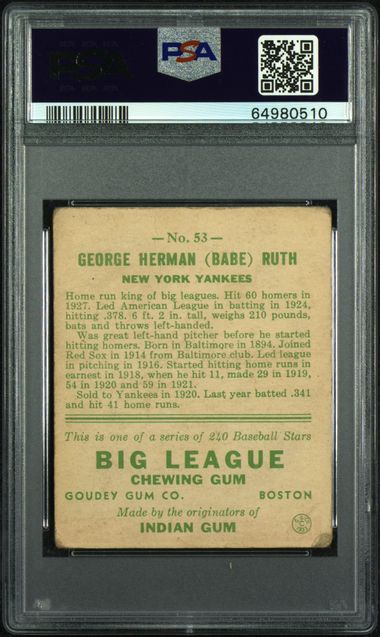 PSA
PSA
64980510
—No. 53—
GEORGE HERMAN (BABE) RUTH
NEW YORK YANKEES
Home run king of big leagues. Hit 60 homers in
1927. Led American League in batting in 1924,
hitting .378. 6 ft. 2 in. tall, weighs 210 pounds,
bats and throws left-handed.
Was great left-hand pitcher before he started
hitting homers. Born in Baltimore in 1894. Joined
Red Sox in 1914 from Baltimore club. Led league
in pitching in 1916. Started hitting home runs in
earnest in 1918, when he hit 11, made 29 in 1919,
54 in 1920 and 59 in 1921.
Sold to Yankees in 1920. Last year batted .341
and hit 41 home runs.
This is one of a series of 240 Baseball Stars
BIG LEAGUE
CHEWING GUM
GOUDEY GUM CO. BOSTON
Made by the originators of
INDIAN GUM